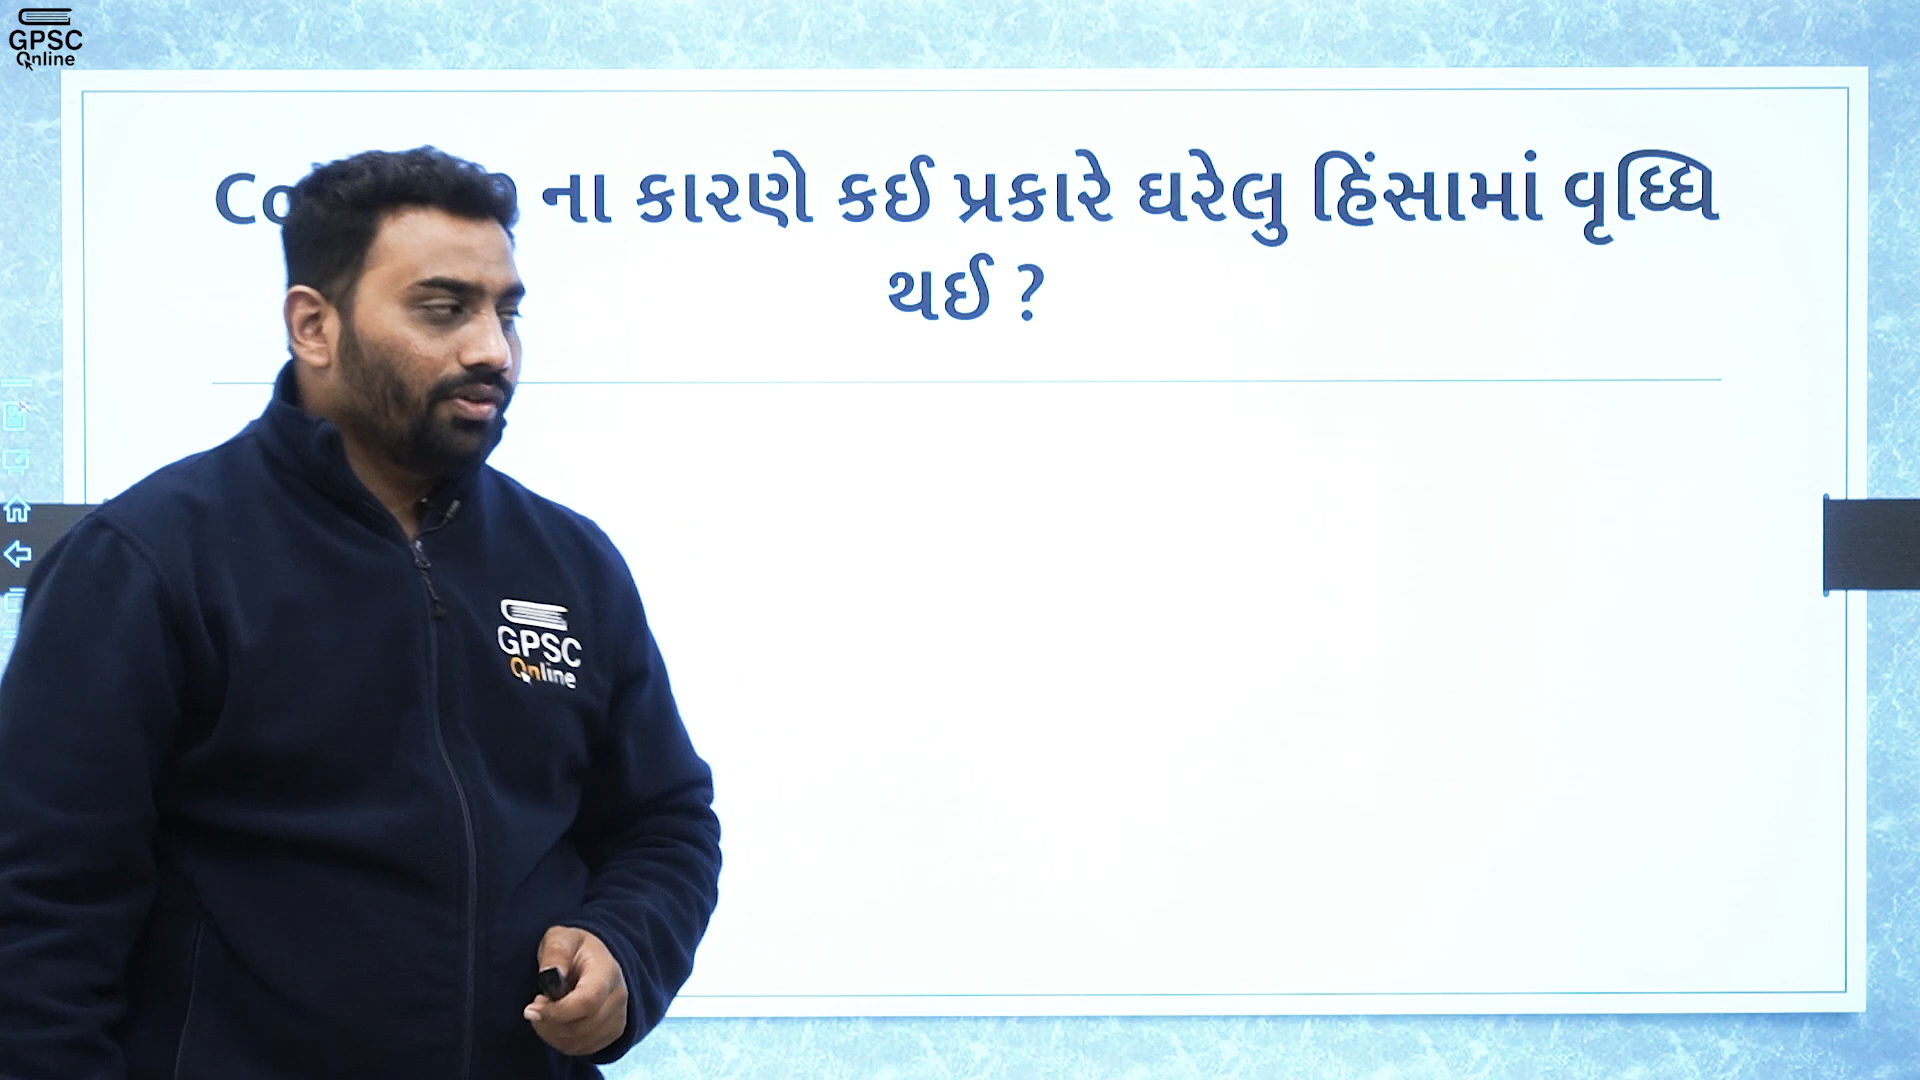 GPSC
Online
ના કારણે કઈ પ્રકારે ઘરેલુ હિંસામાં વૃધ્ધિ
થઈ ?
GPSC
Online